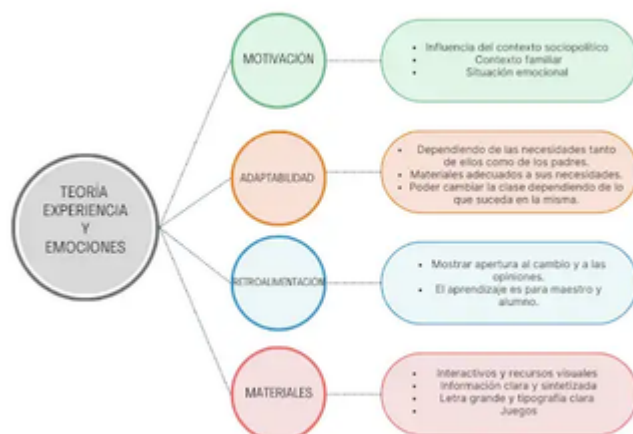 TEORÍA
EXPERIENCIA
Y
EMOCIONES
MOTIVACIÓN
• Influencia del contexto sociopolítico
• Contexto familiar
• Situación emocional
ADAPTABILIDAD
• Dependiendo de las necesidades tanto
de ellos como de los padres.
• Materiales adecuados a sus necesidades.
• Poder cambiar la clase dependiendo de lo
que suceda en la misma.
RETROALIMENTACIÓN
• Mostrar apertura al cambio y a las
opiniones.
• El aprendizaje es para maestro y
alumno.
MATERIALES
• Interactivos y recursos visuales
• Información clara y sintetizada
• Letra grande y tipografía clara
• Juegos